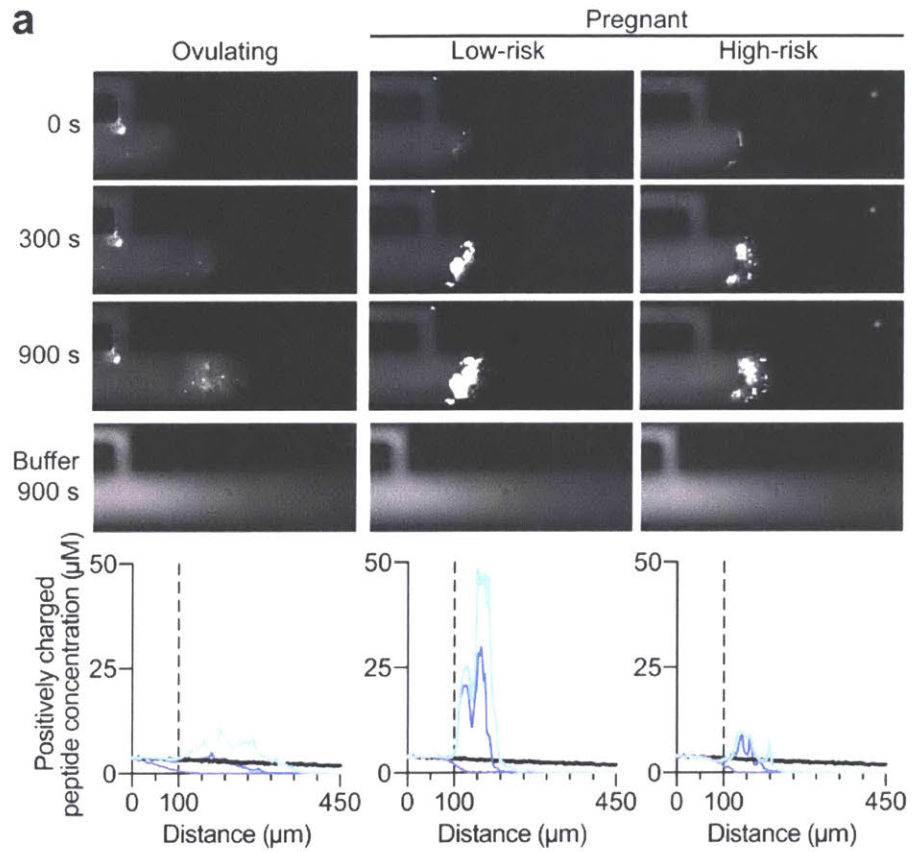 a
Pregnant
Ovulating
Low-risk
High-risk
0 s
300 s
900 s
Buffer
900 s
Positively charged
peptide concentration (µM)
50
25
0
0
100
450
Distance (µm)
50
25
0
0
100
450
Distance (µm)
50
25
0
0
100
450
Distance (µm)